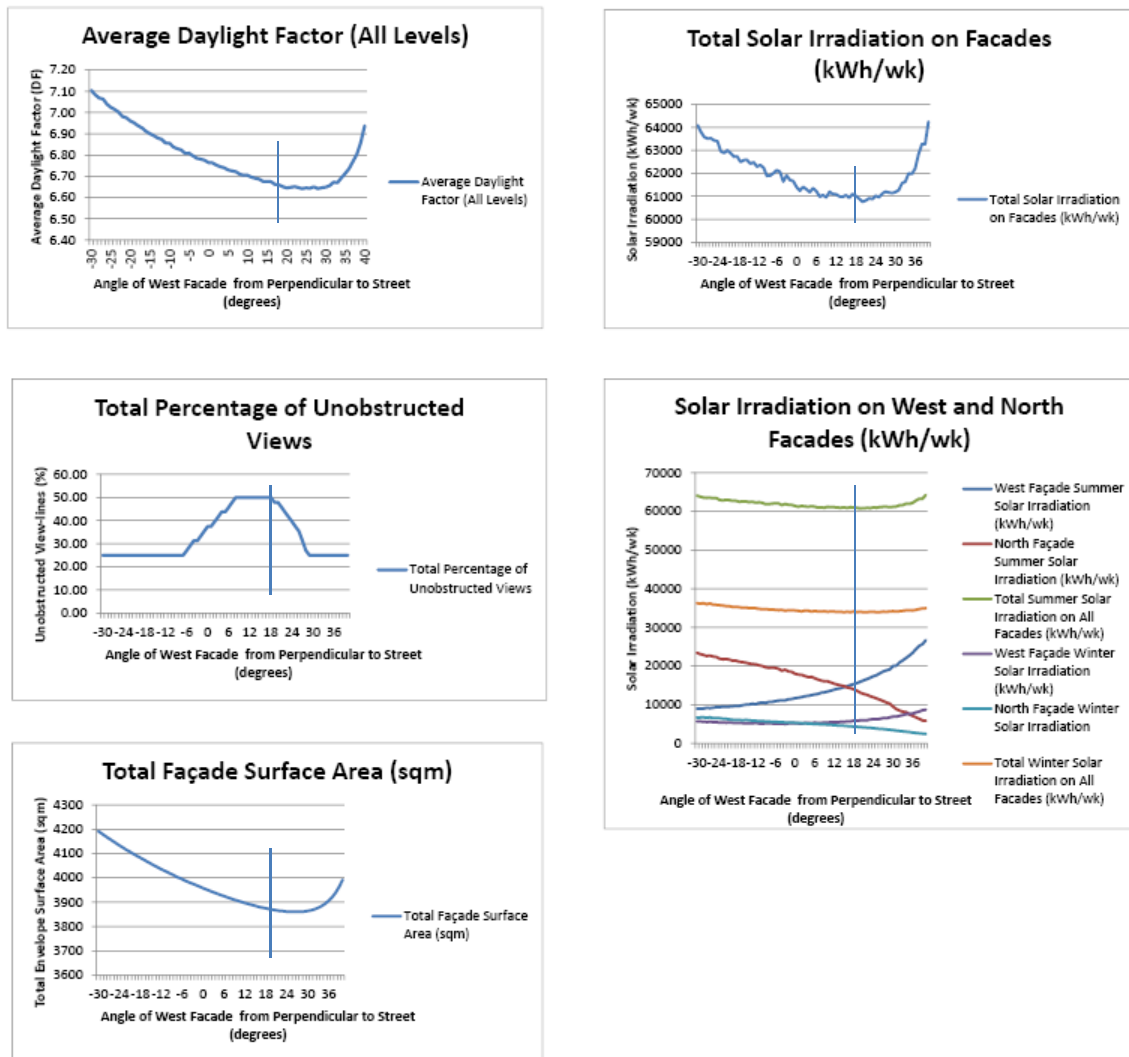 Average Daylight Factor (All Levels)
Average Daylight Factor (DF)
7.20
7.10
7.00
6.90
6.80
6.70
6.60
6.50
6.40
-30 -25 -20 -15 -10 -5 0 5 10 15 20 25 30 35 40
Angle of West Facade from Perpendicular to Street
(degrees)
Average Daylight
Factor (All Levels)
Total Solar Irradiation on Facades
(kWh/wk)
Solar Irradiation (kWh/wk)
65000
64000
63000
62000
61000
60000
59000
-30 -24 -18 -12 -6 0 6 12 18 24 30 36
Angle of West Facade from Perpendicular to Street
(degrees)
Total Solar Irradiation
on Facades (kWh/wk)
Total Percentage of Unobstructed
Views
Unobstructed View-lines (%)
60.00
50.00
40.00
30.00
20.00
10.00
0.00
-30 -24 -18 -12 -6 0 6 12 18 24 30 36
Angle of West Facade from Perpendicular to Street
(degrees)
Total Percentage of
Unobstructed Views
Solar Irradiation on West and North
Facades (kWh/wk)
Solar Irradiation (kWh/wk)
70000
60000
50000
40000
30000
20000
10000
0
-30 -24 -18 -12 -6 0 6 12 18 24 30 36
Angle of West Facade from Perpendicular to Street
(degrees)
West Façade Summer
Solar Irradiation
(kWh/wk)
North Façade
Summer Solar
Irradiation (kWh/wk)
Total Summer Solar
Irradiation on All
Facades (kWh/wk)
West Façade Winter
Solar Irradiation
(kWh/wk)
North Façade Winter
Solar Irradiation
Total Winter Solar
Irradiation on All
Facades (kWh/wk)
Total Façade Surface Area (sqm)
Total Envelope Surface Area (sqm)
4300
4200
4100
4000
3900
3800
3700
3600
-30 -24 -18 -12 -6 0 6 12 18 24 30 36
Angle of West Facade from Perpendicular to Street
(degrees)
Total Façade Surface
Area (sqm)